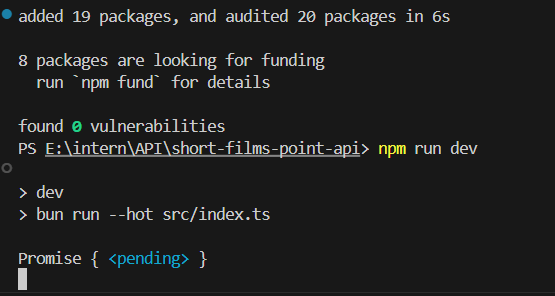 added 19 packages, and audited 20 packages in 6s
8 packages are looking for funding
run `npm fund` for details
found 0 vulnerabilities
PS E:\intern\API\short-films-point-api> npm run dev
> dev
> bun run --hot src/index.ts
Promise { <pending> }